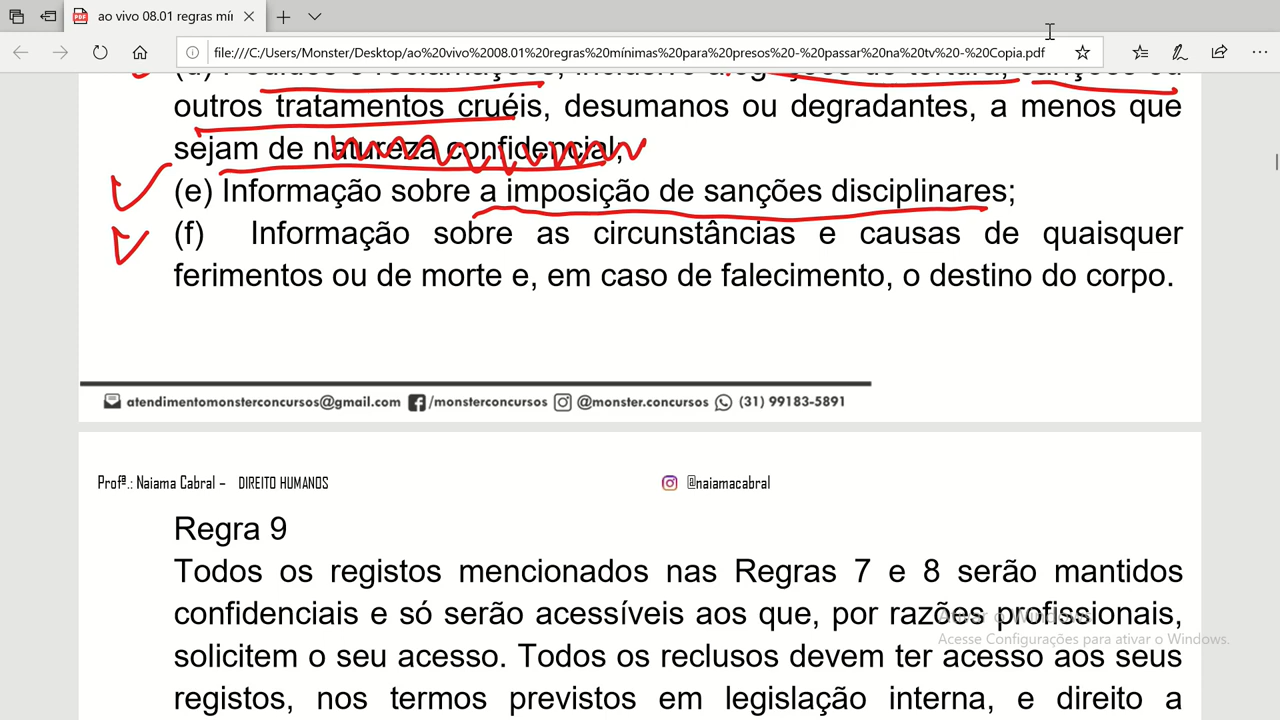 ao vivo 08.01 regras mín
file:///C:/Users/Monster/Desktop/ao%20vivo%2008.01%20regras%20mínimas%20para%20presos%20-%20passar%20na%20tv%20-%20Copia.pdf
outros tratamentos cruéis, desumanos ou degradantes, a menos que
sejam de natureza confidencial;
(e) Informação sobre a imposição de sanções disciplinares;
(f) Informação sobre as circunstâncias e causas de quaisquer
ferimentos ou de morte e, em caso de falecimento, o destino do corpo.
atendimentomonsterconcursos@gmail.com /monsterconcursos @monster.concursos (31) 99183-5891
Profª.: Naiama Cabral – DIREITO HUMANOS @naiamacabral
Regra 9
Todos os registos mencionados nas Regras 7 e 8 serão mantidos
confidenciais e só serão acessíveis aos que, por razões profissionais,
Ativar o Windows
Acesse Configurações para ativar o Windows.
solicitem o seu acesso. Todos os reclusos devem ter acesso aos seus
registos, nos termos previstos em legislação interna, e direito a